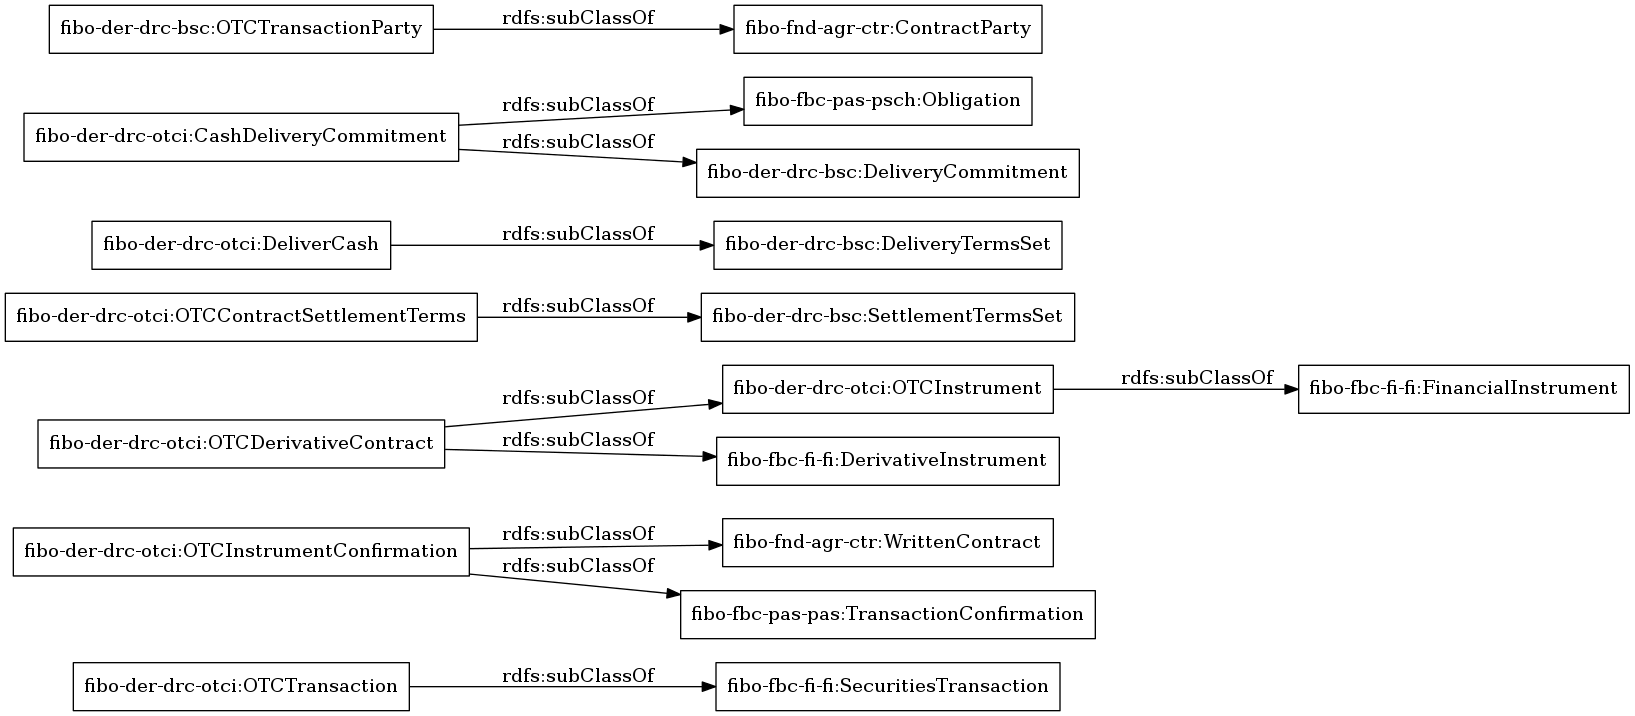 fibo-der-drc-bsc:OTCTransactionParty
rdfs:subClassOf
fibo-fnd-agr-ctr:ContractParty
fibo-der-drc-otci:CashDeliveryCommitment
rdfs:subClassOf
fibo-fbc-pas-psch:Obligation
rdfs:subClassOf
fibo-der-drc-bsc:DeliveryCommitment
fibo-der-drc-otci:DeliverCash
rdfs:subClassOf
fibo-der-drc-bsc:DeliveryTermsSet
fibo-der-drc-otci:OTCContractSettlementTerms
rdfs:subClassOf
fibo-der-drc-bsc:SettlementTermsSet
fibo-der-drc-otci:OTCDerivativeContract
rdfs:subClassOf
fibo-der-drc-otci:OTCInstrument
rdfs:subClassOf
fibo-fbc-fi-fi:FinancialInstrument
rdfs:subClassOf
fibo-fbc-fi-fi:DerivativeInstrument
fibo-der-drc-otci:OTCInstrumentConfirmation
rdfs:subClassOf
fibo-fnd-agr-ctr:WrittenContract
rdfs:subClassOf
fibo-fbc-pas-pas:TransactionConfirmation
fibo-der-drc-otci:OTCTransaction
rdfs:subClassOf
fibo-fbc-fi-fi:SecuritiesTransaction